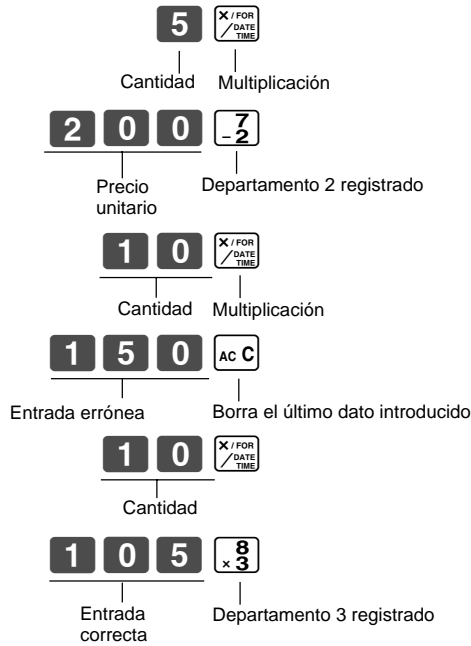 5 ×/FOR /DATE TIME
Cantidad Multiplicación
2 0 0 7 -2
Precio unitario Departamento 2 registrado
1 0 ×/FOR /DATE TIME
Cantidad Multiplicación
1 5 0 AC C
Entrada errónea Borra el último dato introducido
1 0 ×/FOR /DATE TIME
Cantidad
1 0 5 8 ×3
Entrada correcta Departamento 3 registrado